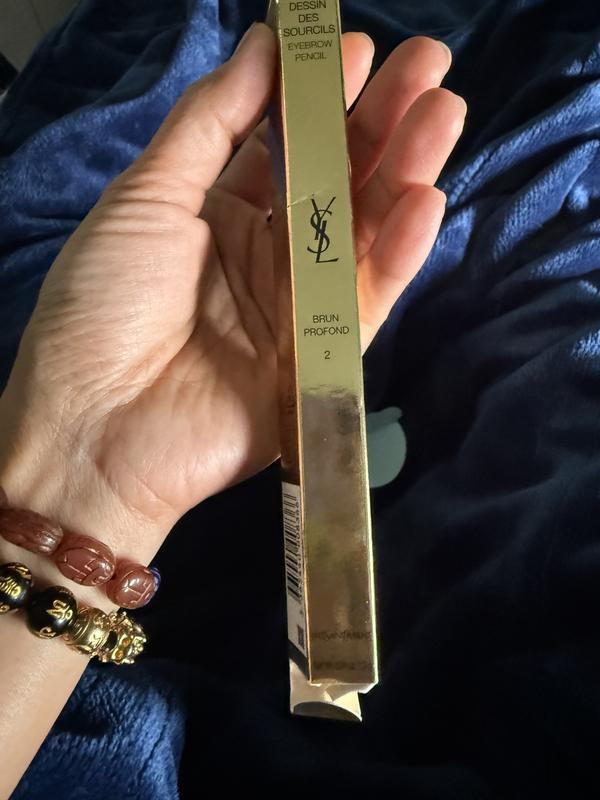 DESSIN
DES
SOURCILS
EYEBROW
PENCIL
YSL
BRUN
PROFOND
2